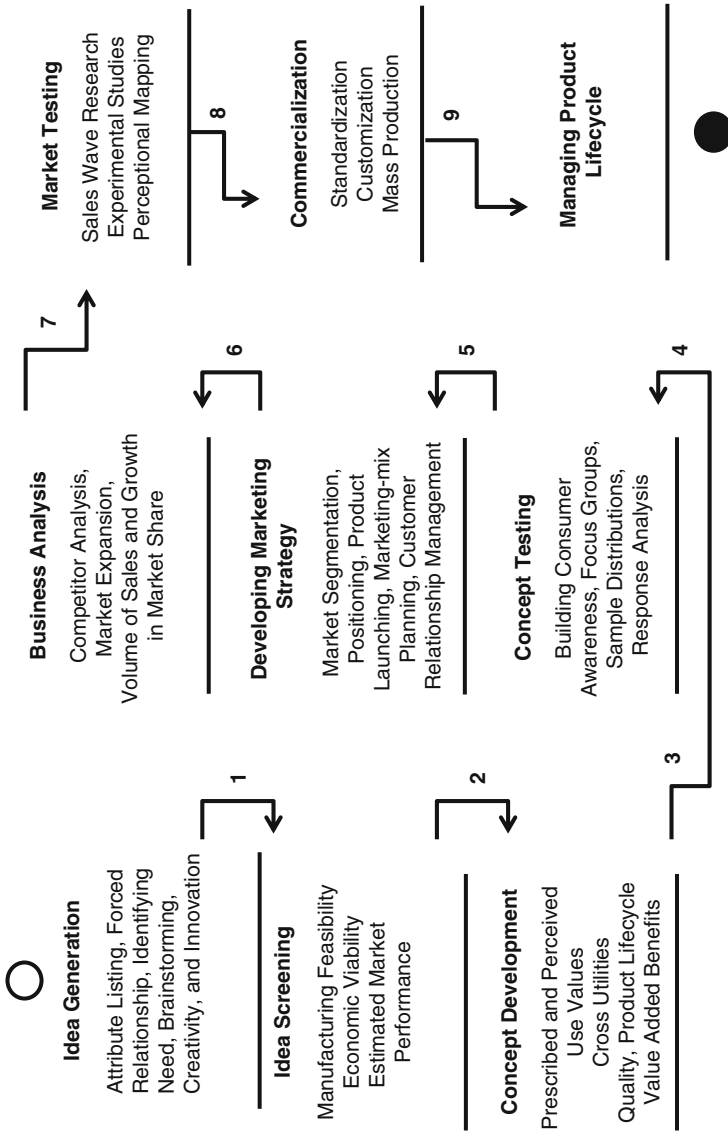 Idea Generation
Attribute Listing, Forced
Relationship, Identifying
Need, Brainstorming,
Creativity, and Innovation
1
Idea Screening
Manufacturing Feasibility
Economic Viability
Estimated Market
Performance
2
Concept Development
Prescribed and Perceived
Use Values
Cross Utilities
Quality, Product Lifecycle
Value Added Benefits
3
4
Concept Testing
Building Consumer
Awareness, Focus Groups,
Sample Distributions,
Response Analysis
5
Developing Marketing
Strategy
Market Segmentation,
Positioning, Product
Launching, Marketing-mix
Planning, Customer
Relationship Management
6
Business Analysis
Competitor Analysis,
Market Expansion,
Volume of Sales and Growth
in Market Share
7
Market Testing
Sales Wave Research
Experimental Studies
Perceptional Mapping
8
Commercialization
Standardization
Customization
Mass Production
9
Managing Product
Lifecycle